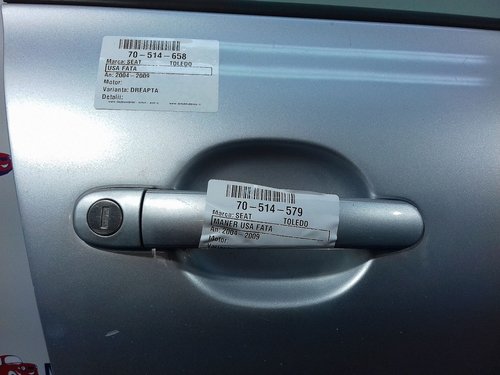 70-514-658
Marca: SEAT TOLEDO
USA FATA
An: 2004-2009
Motor:
Varianta: DREAPTA
Detalii:
70-514-579
Marca: SEAT TOLEDO
MANER USA FATA
An: 2004-2009
Motor: